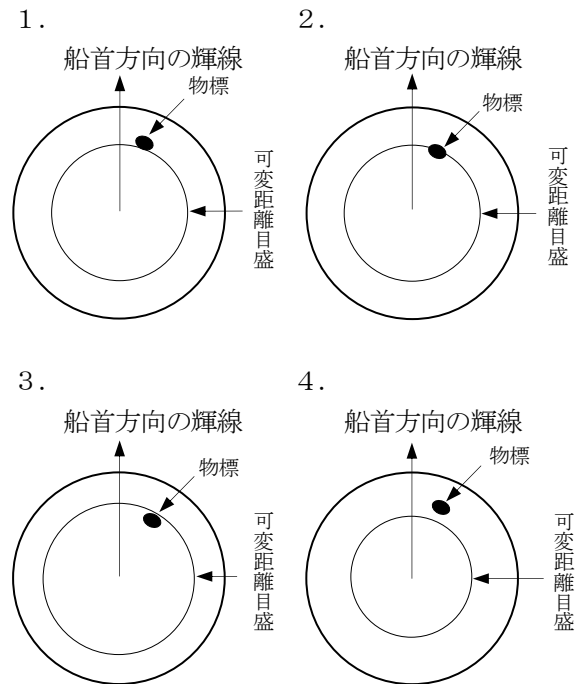 1.
船首方向の輝線
物標
可変距離目盛
2.
船首方向の輝線
物標
可変距離目盛
3.
船首方向の輝線
物標
可変距離目盛
4.
船首方向の輝線
物標
可変距離目盛